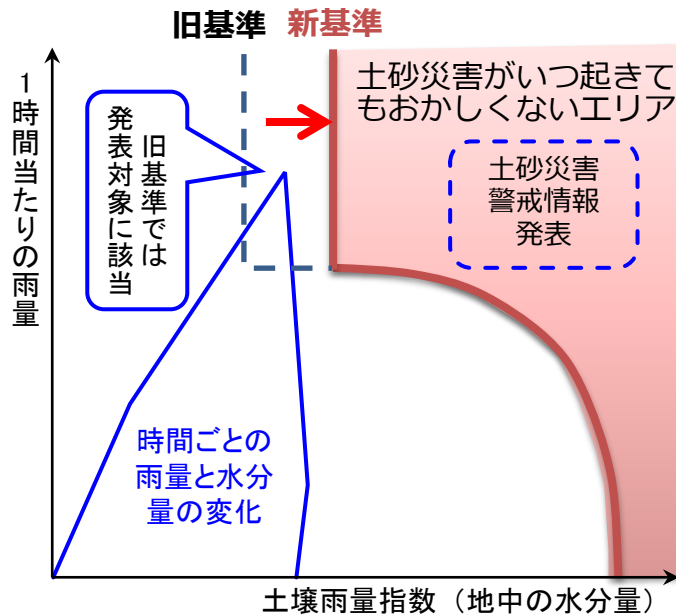 旧基準 新基準
土砂災害がいつ起きて
もおかしくないエリア
土砂災害
警戒情報
発表
1時間当たりの雨量
旧基準では
発表対象に該当
時間ごとの
雨量と水分
量の変化
土壌雨量指数（地中の水分量）